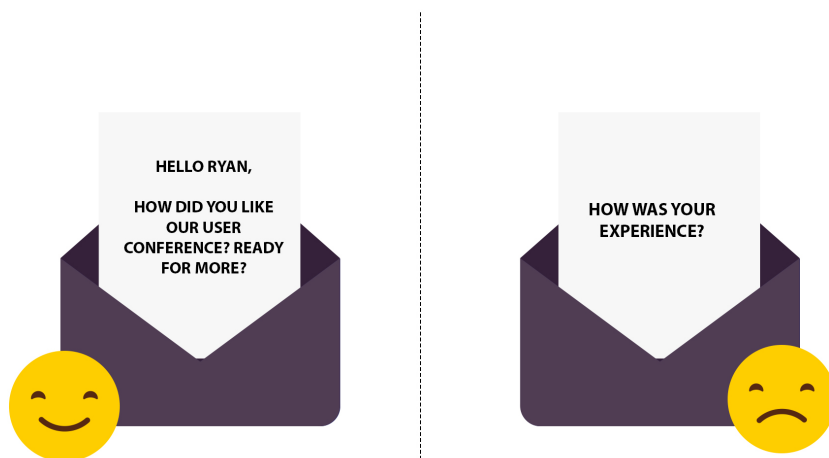 HELLO RYAN,
HOW DID YOU LIKE
OUR USER
CONFERENCE? READY
FOR MORE?
HOW WAS YOUR
EXPERIENCE?